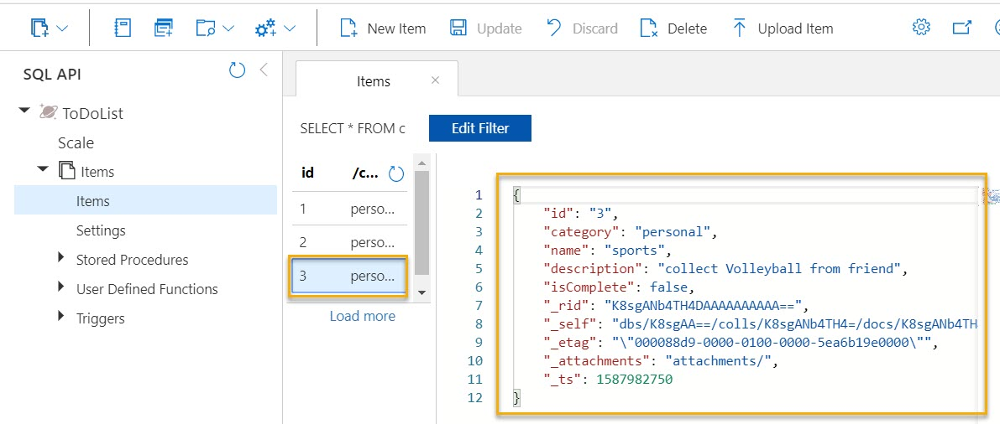 New Item Update Discard Delete Upload Item
SQL API
ToDoList
Scale
Items
Items
Settings
Stored Procedures
User Defined Functions
Triggers
Items
SELECT * FROM c Edit Filter
id /c...
1 perso...
2 perso...
3 perso...
Load more
1 {
2 "id": "3",
3 "category": "personal",
4 "name": "sports",
5 "description": "collect Volleyball from friend",
6 "isComplete": false,
7 "_rid": "K8sgANb4TH4DAAAAAAAAAA==",
8 "_self": "dbs/K8sgAA==/colls/K8sgANb4TH4=/docs/K8sgANb4TH
9 "_etag": "\"000088d9-0000-0100-0000-5ea6b19e0000\"",
10 "_attachments": "attachments/",
11 "_ts": 1587982750
12 }